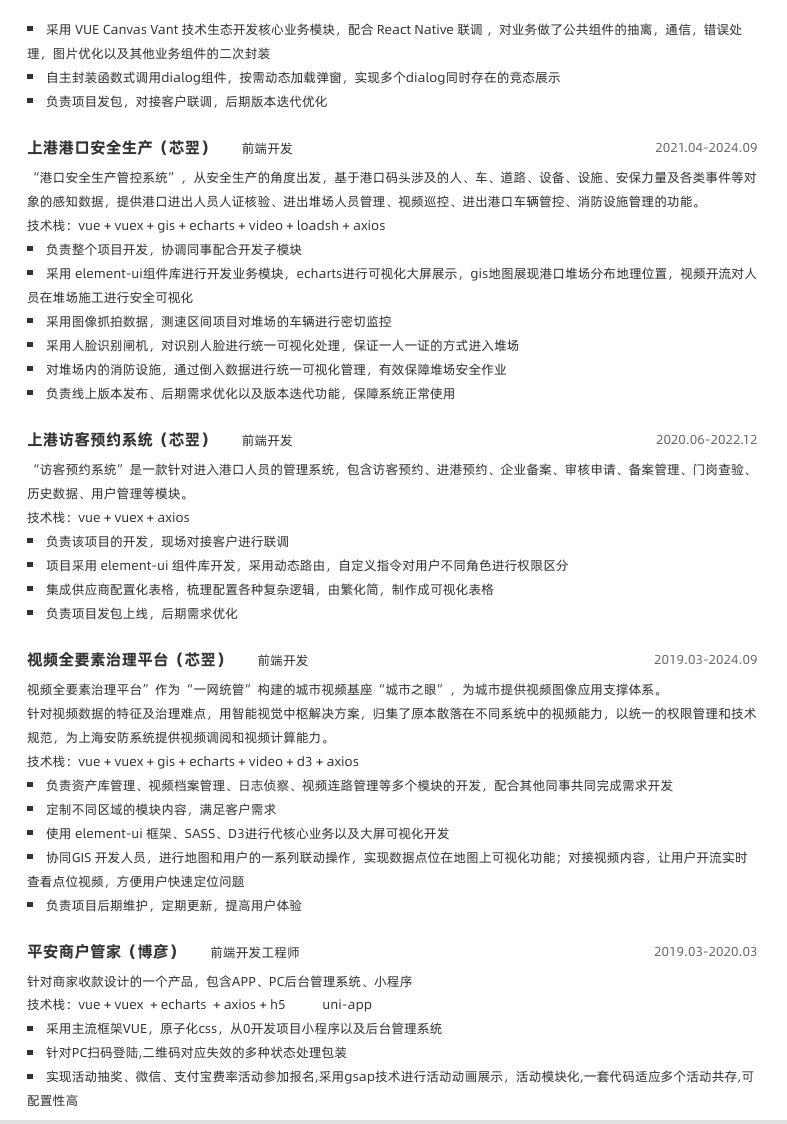 ▪ 采用 VUE Canvas Vant 技术生态开发核心业务模块，配合 React Native 联调 ，对业务做了公共组件的抽离，通信，错误处
理，图片优化以及其他业务组件的二次封装
▪ 自主封装函数式调用dialog组件，按需动态加载弹窗，实现多个dialog同时存在的竞态展示
▪ 负责项目发包，对接客户联调，后期版本迭代优化
上港港口安全生产（芯翌） 前端开发 2021.04-2024.09
“港口安全生产管控系统”，从安全生产的角度出发，基于港口码头涉及的人、车、道路、设备、设施、安保力量及各类事件等对
象的感知数据，提供港口进出人员人证核验、进出堆场人员管理、视频巡控、进出港口车辆管控、消防设施管理的功能。
技术栈：vue + vuex + gis + echarts + video + loadsh + axios
▪ 负责整个项目开发，协调同事配合开发子模块
▪ 采用 element-ui组件库进行开发业务模块，echarts进行可视化大屏展示，gis地图展现港口堆场分布地理位置，视频开流对人
员在堆场施工进行安全可视化
▪ 采用图像抓拍数据，测速区间项目对堆场的车辆进行密切监控
▪ 采用人脸识别闸机，对识别人脸进行统一可视化处理，保证一人一证的方式进入堆场
▪ 对堆场内的消防设施，通过倒入数据进行统一可视化管理，有效保障堆场安全作业
▪ 负责线上版本发布、后期需求优化以及版本迭代功能，保障系统正常使用
上港访客预约系统（芯翌） 前端开发 2020.06-2022.12
“访客预约系统”是一款针对进入港口人员的管理系统，包含访客预约、进港预约、企业备案、审核申请、备案管理、门岗查验、
历史数据、用户管理等模块。
技术栈：vue + vuex + axios
▪ 负责该项目的开发，现场对接客户进行联调
▪ 项目采用 element-ui 组件库开发，采用动态路由，自定义指令对用户不同角色进行权限区分
▪ 集成供应商配置化表格，梳理配置各种复杂逻辑，由繁化简，制作成可视化表格
▪ 负责项目发包上线，后期需求优化
视频全要素治理平台（芯翌） 前端开发 2019.03-2024.09
视频全要素治理平台”作为“一网统管”构建的城市视频基座“城市之眼”，为城市提供视频图像应用支撑体系。
针对视频数据的特征及治理难点，用智能视觉中枢解决方案，归集了原本散落在不同系统中的视频能力，以统一的权限管理和技术
规范，为上海安防系统提供视频调阅和视频计算能力。
技术栈：vue + vuex + gis + echarts + video + d3 + axios
▪ 负责资产库管理、视频档案管理、日志侦察、视频连路管理等多个模块的开发，配合其他同事共同完成需求开发
▪ 定制不同区域的模块内容，满足客户需求
▪ 使用 element-ui 框架、SASS、D3进行代核心业务以及大屏可视化开发
▪ 协同GIS 开发人员，进行地图和用户的一系列联动操作，实现数据点位在地图上可视化功能；对接视频内容，让用户开流实时
查看点位视频，方便用户快速定位问题
▪ 负责项目后期维护，定期更新，提高用户体验
平安商户管家（博彦） 前端开发工程师 2019.03-2020.03
针对商家收款设计的一个产品，包含APP、PC后台管理系统、小程序
技术栈：vue + vuex + echarts + axios + h5 uni-app
▪ 采用主流框架VUE，原子化css，从0开发项目小程序以及后台管理系统
▪ 针对PC扫码登陆,二维码对应失效的多种状态处理包装
▪ 实现活动抽奖、微信、支付宝费率活动参加报名,采用gsap技术进行活动动画展示，活动模块化,一套代码适应多个活动共存,可
配置性高